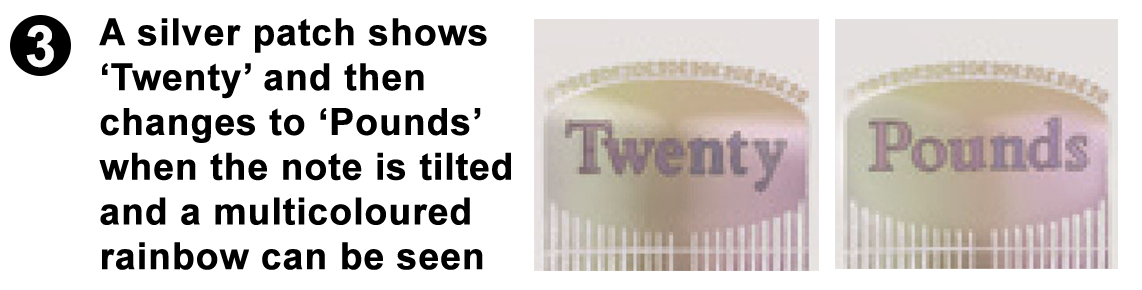 3
A silver patch shows
‘Twenty’ and then
changes to ‘Pounds’
when the note is tilted
and a multicoloured
rainbow can be seen
Twenty
Pounds